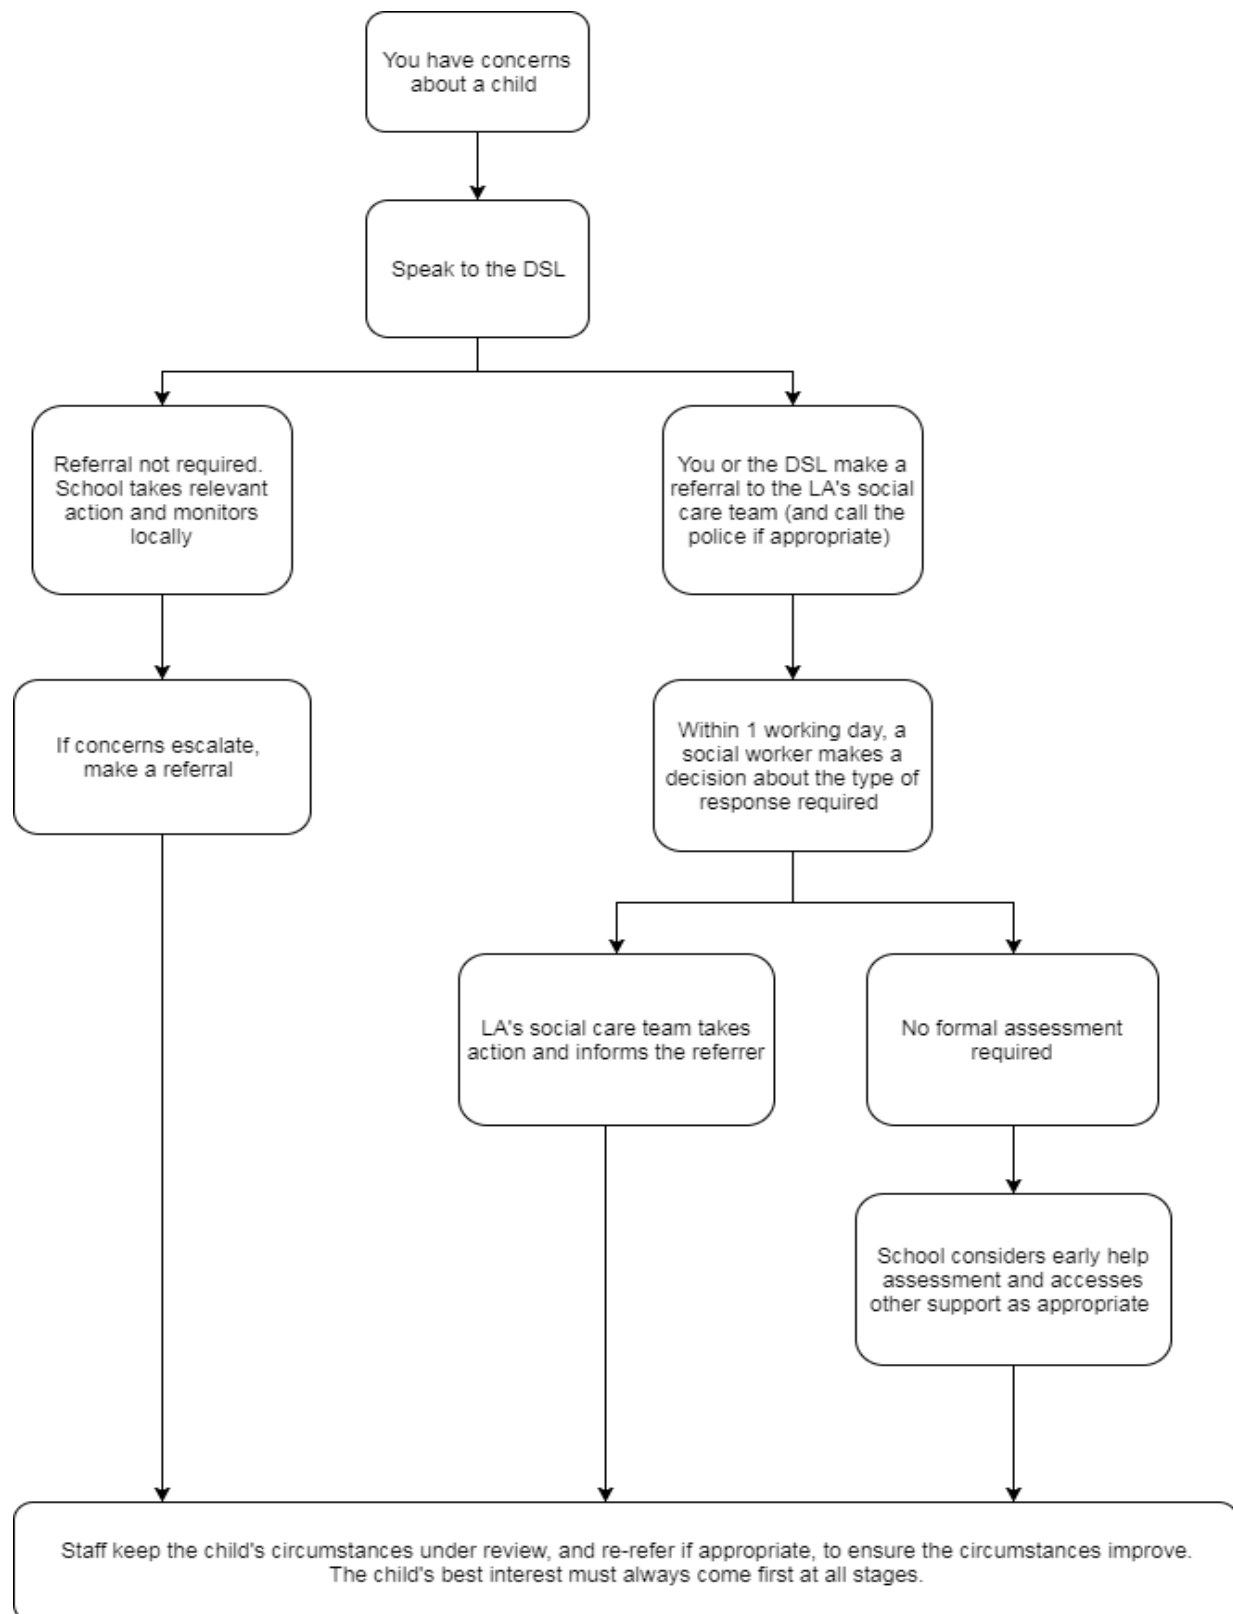 You have concerns
about a child
Speak to the DSL
Referral not required.
School takes relevant
action and monitors
locally
You or the DSL make a
referral to the LA's social
care team (and call the
police if appropriate)
If concerns escalate,
make a referral
Within 1 working day, a
social worker makes a
decision about the type of
response required
LA's social care team takes
action and informs the referrer
No formal assessment
required
School considers early help
assessment and accesses
other support as appropriate
Staff keep the child's circumstances under review, and re-refer if appropriate, to ensure the circumstances improve.
The child's best interest must always come first at all stages.